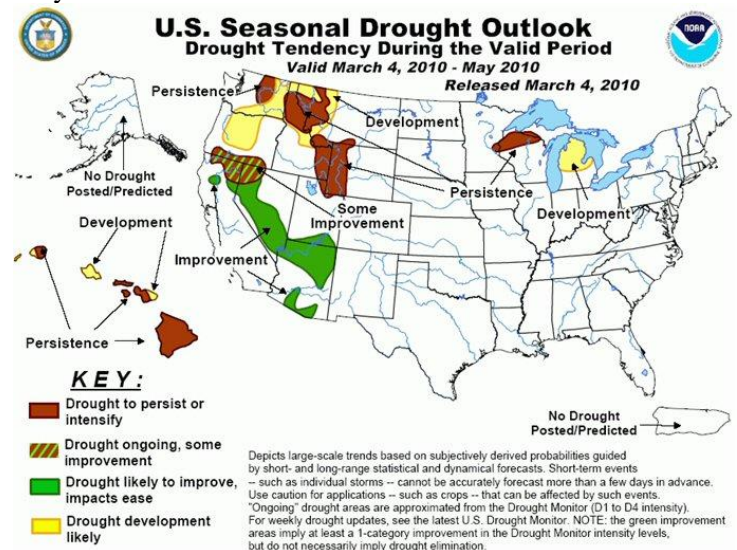 U.S. Seasonal Drought Outlook
Drought Tendency During the Valid Period
Valid March 4, 2010 - May 2010
Released March 4, 2010
NOAA
Persistence
Development
No Drought
Posted/Predicted
Persistence
Development
Some
Improvement
Development
Improvement
Persistence
KEY:
Drought to persist or
intensify
Drought ongoing, some
improvement
Drought likely to improve,
impacts ease
Drought development
likely
No Drought
Posted/Predicted
Depicts large-scale trends based on subjectively derived probabilities guided
by short- and long-range statistical and dynamical forecasts. Short-term events
-- such as individual storms -- cannot be accurately forecast more than a few days in advance.
Use caution for applications -- such as crops -- that can be affected by such events.
"Ongoing" drought areas are approximated from the Drought Monitor (D1 to D4 intensity).
For weekly drought updates, see the latest U.S. Drought Monitor. NOTE: the green improvement
areas imply at least a 1-category improvement in the Drought Monitor intensity levels,
but do not necessarily imply drought elimination.